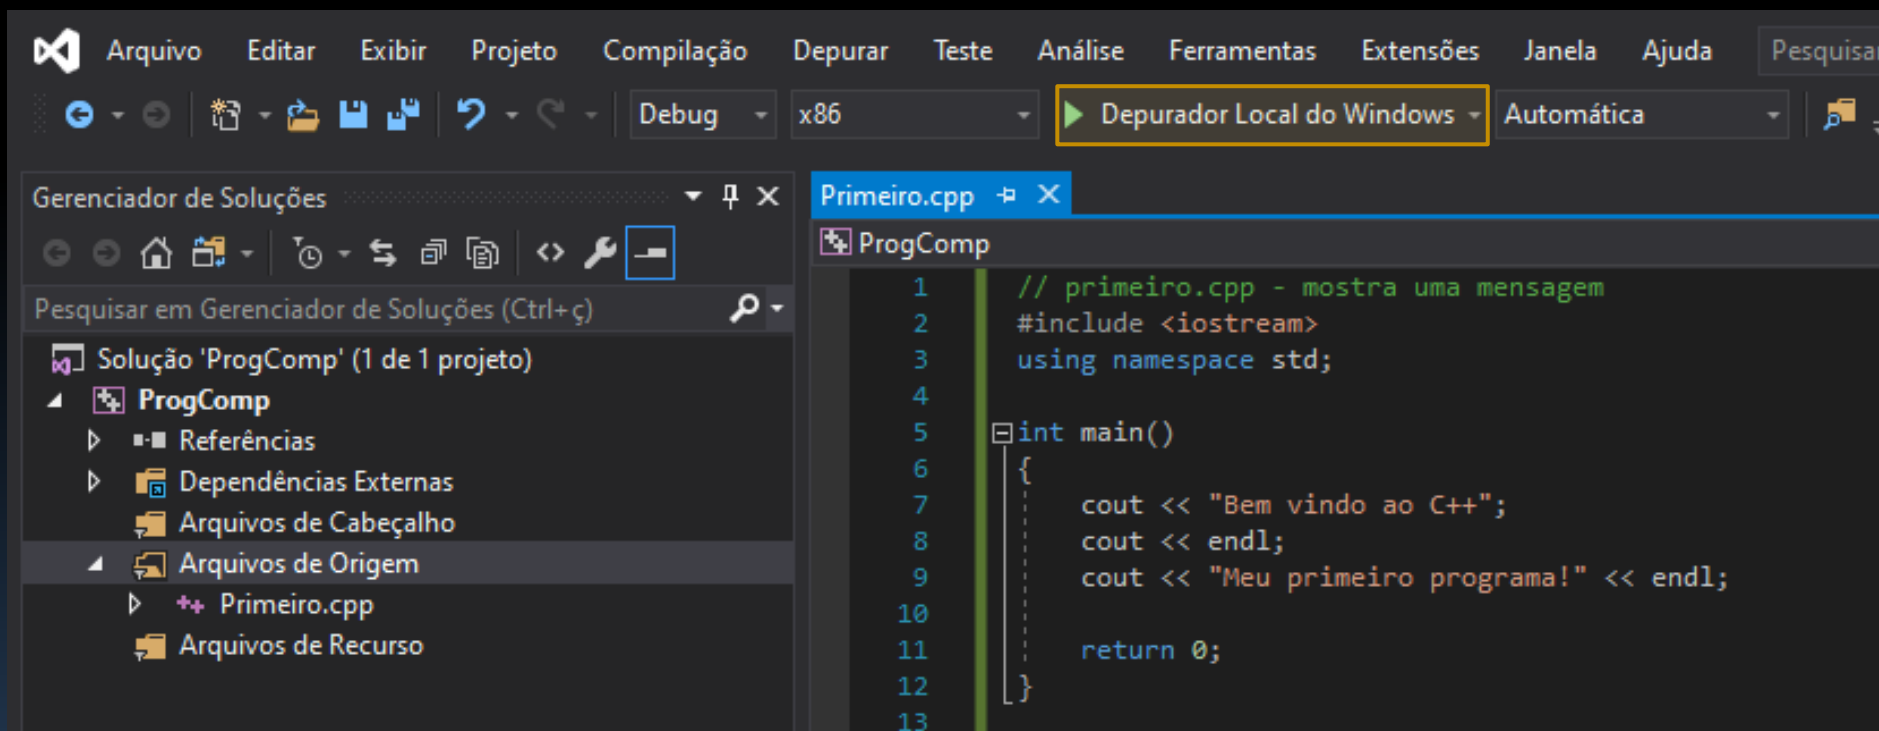 Arquivo Editar Exibir Projeto Compilação Depurar Teste Análise Ferramentas Extensões Janela Ajuda Pesquisar
Debug x86 Depurador Local do Windows Automática
Gerenciador de Soluções
Pesquisar em Gerenciador de Soluções (Ctrl+ç)
Solução 'ProgComp' (1 de 1 projeto)
ProgComp
Referências
Dependências Externas
Arquivos de Cabeçalho
Arquivos de Origem
Primeiro.cpp
Arquivos de Recurso
Primeiro.cpp
ProgComp
1 // primeiro.cpp - mostra uma mensagem
2 #include <iostream>
3 using namespace std;
4
5 int main()
6 {
7 cout << "Bem vindo ao C++";
8 cout << endl;
9 cout << "Meu primeiro programa!" << endl;
10
11 return 0;
12 }
13